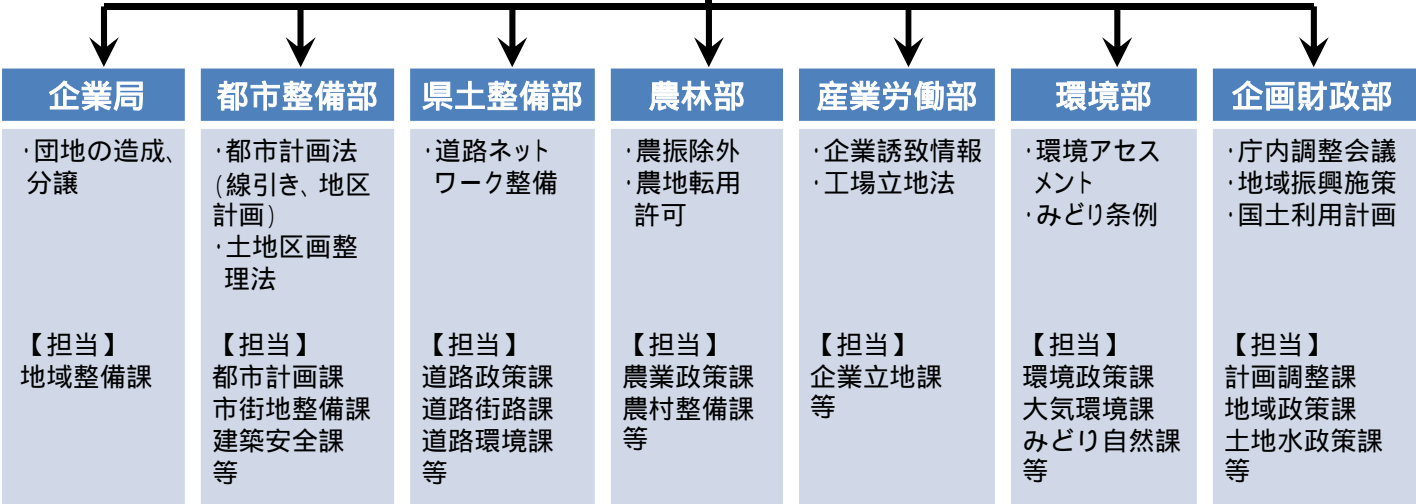 企業局
・団地の造成、
分譲
【担当】
地域整備課
都市整備部
・都市計画法
(線引き、地区
計画)
・土地区画整
理法
【担当】
都市計画課
市街地整備課
建築安全課
等
県土整備部
・道路ネット
ワーク整備
【担当】
道路政策課
道路街路課
道路環境課
等
農林部
・農振除外
・農地転用
許可
【担当】
農業政策課
農村整備課
等
産業労働部
・企業誘致情報
・工場立地法
【担当】
企業立地課
等
環境部
・環境アセス
メント
・みどり条例
【担当】
環境政策課
大気環境課
みどり自然課
等
企画財政部
・庁内調整会議
・地域振興施策
・国土利用計画
【担当】
計画調整課
地域政策課
土地水政策課
等